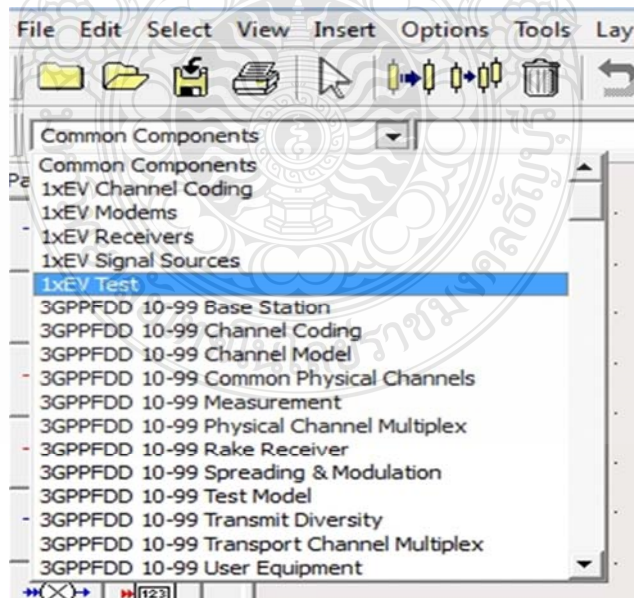 File Edit Select View Insert Options Tools Lay
Common Components
Common Components
Pa
1xEV Channel Coding
1xEV Modems
1xEV Receivers
1xEV Signal Sources
1xEV Test
3GPPFDD 10-99 Base Station
3GPPFDD 10-99 Channel Coding
3GPPFDD 10-99 Channel Model
3GPPFDD 10-99 Common Physical Channels
3GPPFDD 10-99 Measurement
3GPPFDD 10-99 Physical Channel Multiplex
3GPPFDD 10-99 Rake Receiver
3GPPFDD 10-99 Spreading & Modulation
3GPPFDD 10-99 Test Model
3GPPFDD 10-99 Transmit Diversity
3GPPFDD 10-99 Transport Channel Multiplex
3GPPFDD 10-99 User Equipment
123